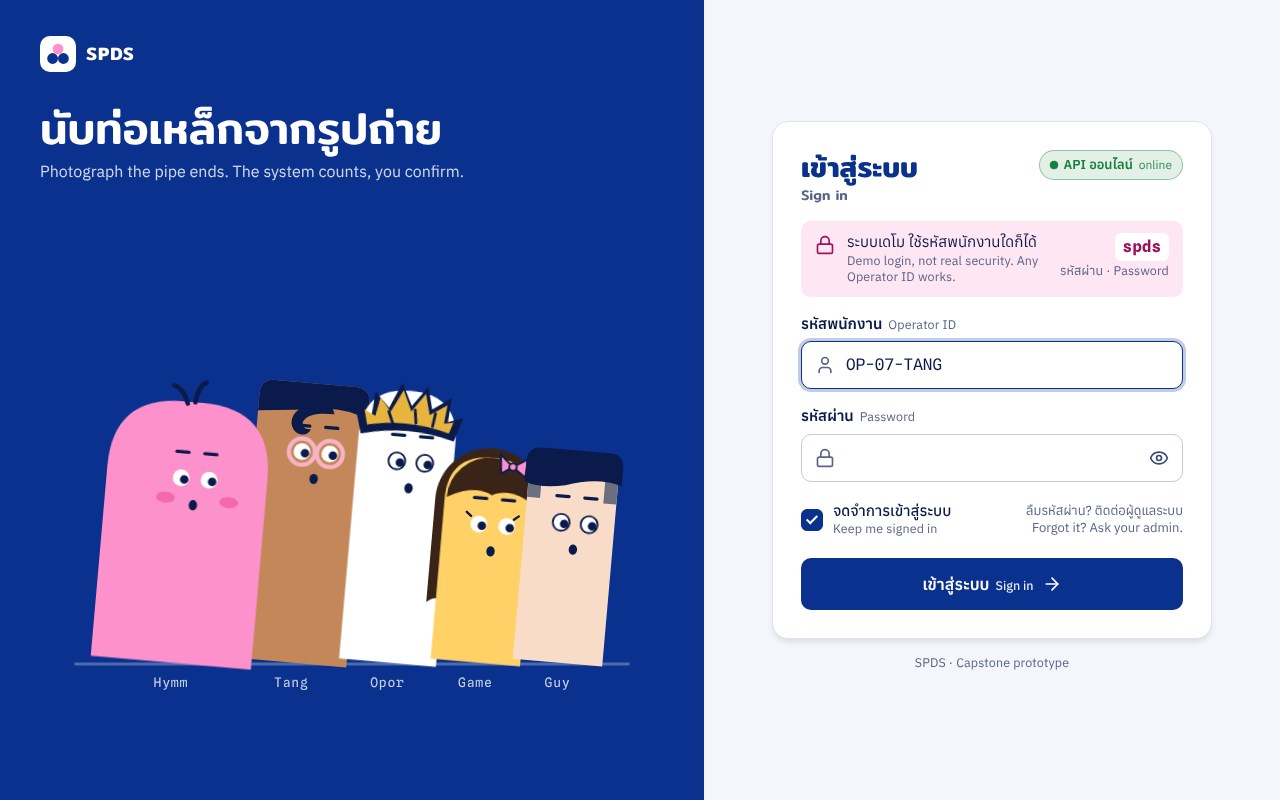 SPDS
นับท่อเหล็กจากรูปถ่าย
Photograph the pipe ends. The system counts, you confirm.
Hymm
Tang
Opor
Game
Guy
เข้าสู่ระบบ
Sign in
API ออนไลน์ online
ระบบเดโม ใช้รหัสพนักงานใดก็ได้
Demo login, not real security. Any
Operator ID works.
spds
รหัสผ่าน · Password
รหัสพนักงาน Operator ID
OP-07-TANG
รหัสผ่าน Password
จดจำการเข้าสู่ระบบ
Keep me signed in
ลืมรหัสผ่าน? ติดต่อผู้ดูแลระบบ
Forgot it? Ask your admin.
เข้าสู่ระบบ Sign in
SPDS · Capstone prototype